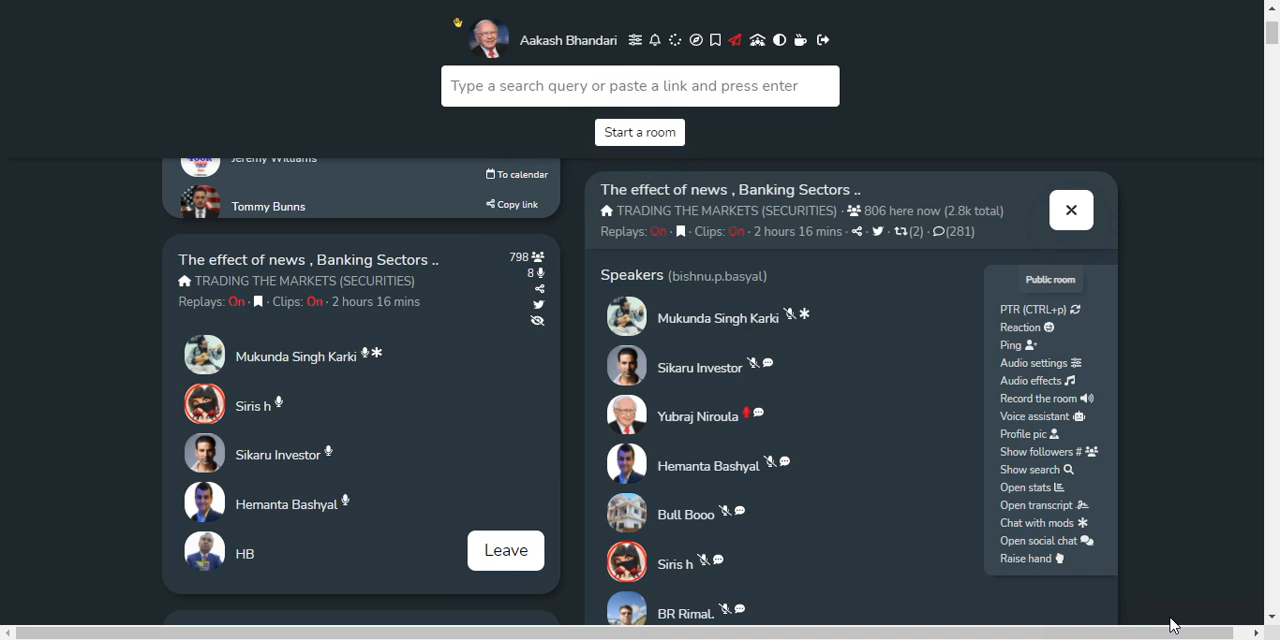 Aakash Bhandari
Type a search query or paste a link and press enter
Start a room
Jeremy Williams
To calendar
Tommy Bunns
Copy link
The effect of news , Banking Sectors ..
798
TRADING THE MARKETS (SECURITIES)
8
Replays: On · · Clips: On · 2 hours 16 mins
Mukunda Singh Karki
Siris h
Sikaru Investor
Hemanta Bashyal
HB
Leave
The effect of news , Banking Sectors ..
TRADING THE MARKETS (SECURITIES) · 806 here now (2.8k total)
Replays: On · · Clips: On · 2 hours 16 mins · · · (2) · (281)
Speakers (bishnu.p.basyal)
Mukunda Singh Karki
Sikaru Investor
Yubraj Niroula
Hemanta Bashyal
Bull Booo
Siris h
BR Rimal.
Public room
PTR (CTRL+p)
Reaction
Ping
Audio settings
Audio effects
Record the room
Voice assistant
Profile pic
Show followers #
Show search
Open stats
Open transcript
Chat with mods
Open social chat
Raise hand